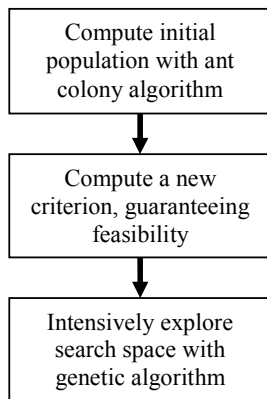 Compute initial
population with ant
colony algorithm
Compute a new
criterion, guaranteeing
feasibility
Intensively explore
search space with
genetic algorithm